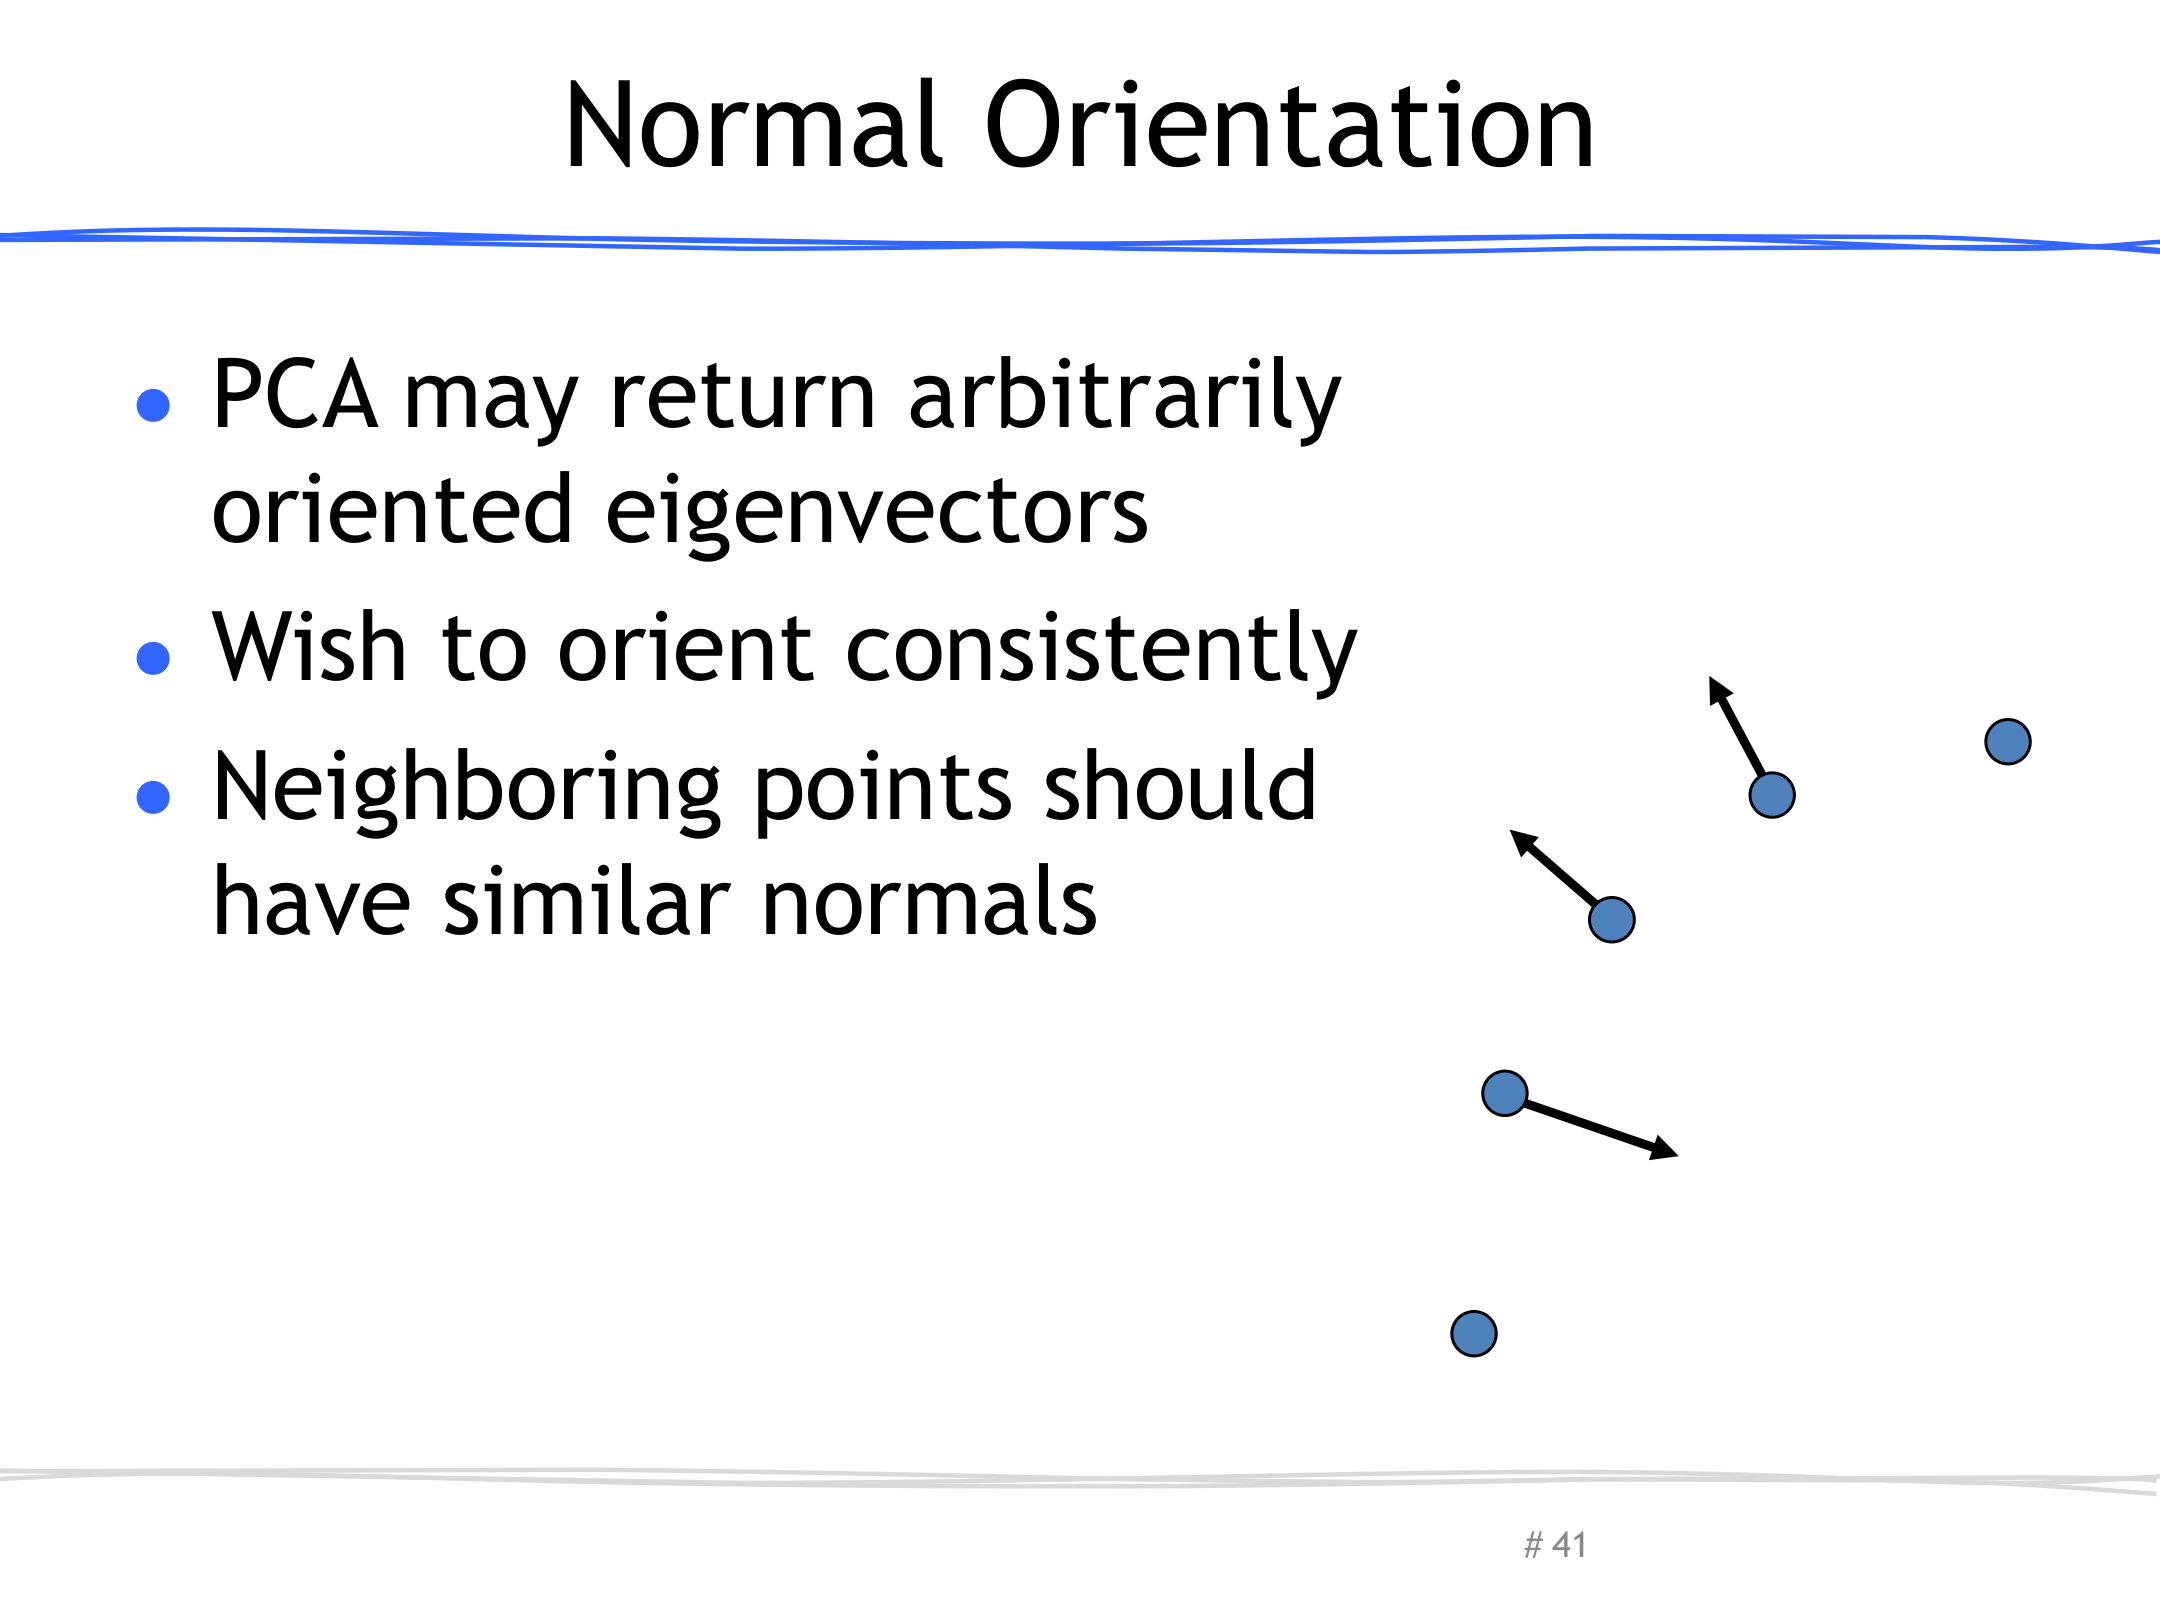 Normal Orientation
• PCA may return arbitrarily
oriented eigenvectors
• Wish to orient consistently
• Neighboring points should
have similar normals
# 41